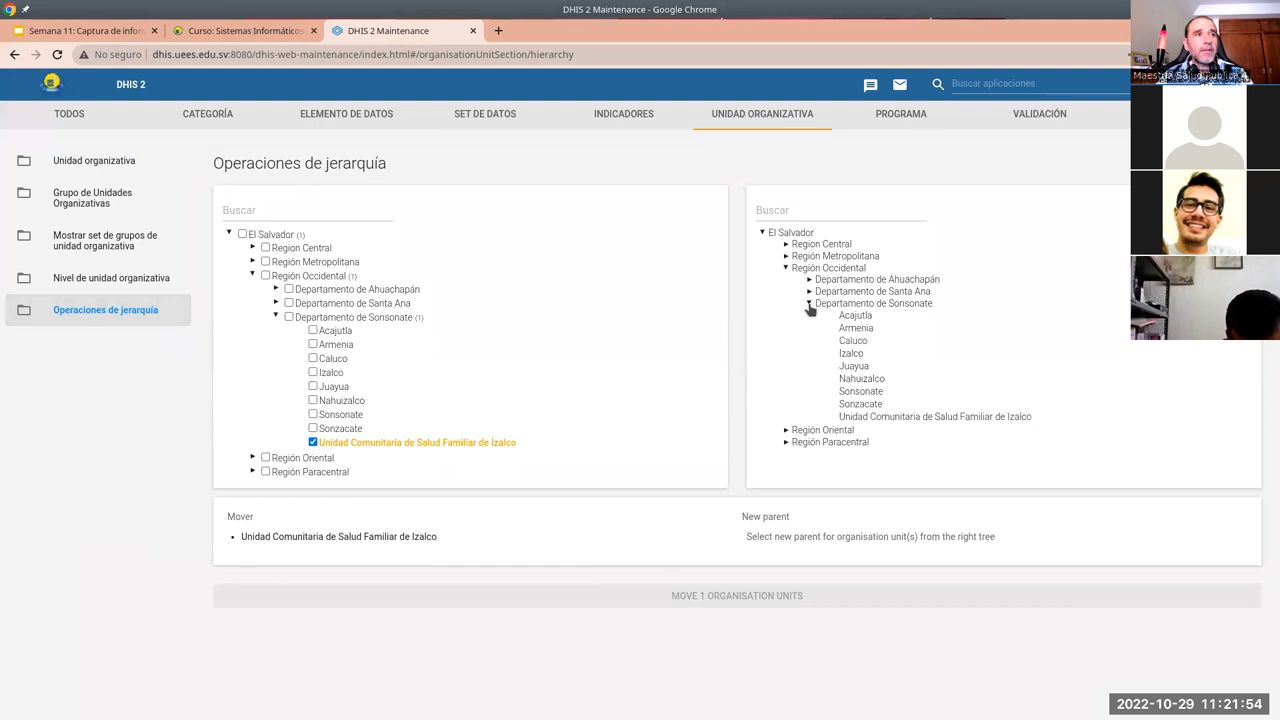 DHIS 2 Maintenance - Google Chrome
Semana 11: Captura de infor
Curso: Sistemas Informáticos
DHIS 2 Maintenance
No seguro
dhis.uees.edu.sv:8080/dhis-web-maintenance/index.html#/organisationUnitSection/hierarchy
DHIS 2
Buscar aplicaciones
Maestría Salud Pública
TODOS
CATEGORÍA
ELEMENTO DE DATOS
SET DE DATOS
INDICADORES
UNIDAD ORGANIZATIVA
PROGRAMA
VALIDACIÓN
Unidad organizativa
Grupo de Unidades
Organizativas
Mostrar set de grupos de
unidad organizativa
Nivel de unidad organizativa
Operaciones de jerarquía
Operaciones de jerarquía
Buscar
El Salvador (1)
Region Central
Región Metropolitana
Región Occidental (1)
Departamento de Ahuachapán
Departamento de Santa Ana
Departamento de Sonsonate (1)
Acajutla
Armenia
Caluco
Izalco
Juayua
Nahuizalco
Sonsonate
Sonzacate
Unidad Comunitaria de Salud Familiar de Izalco
Región Oriental
Región Paracentral
Buscar
El Salvador
Region Central
Región Metropolitana
Región Occidental
Departamento de Ahuachapán
Departamento de Santa Ana
Departamento de Sonsonate
Acajutla
Armenia
Caluco
Izalco
Juayua
Nahuizalco
Sonsonate
Sonzacate
Unidad Comunitaria de Salud Familiar de Izalco
Región Oriental
Región Paracentral
Mover
Unidad Comunitaria de Salud Familiar de Izalco
New parent
Select new parent for organisation unit(s) from the right tree
MOVE 1 ORGANISATION UNITS
2022-10-29 11:21:54